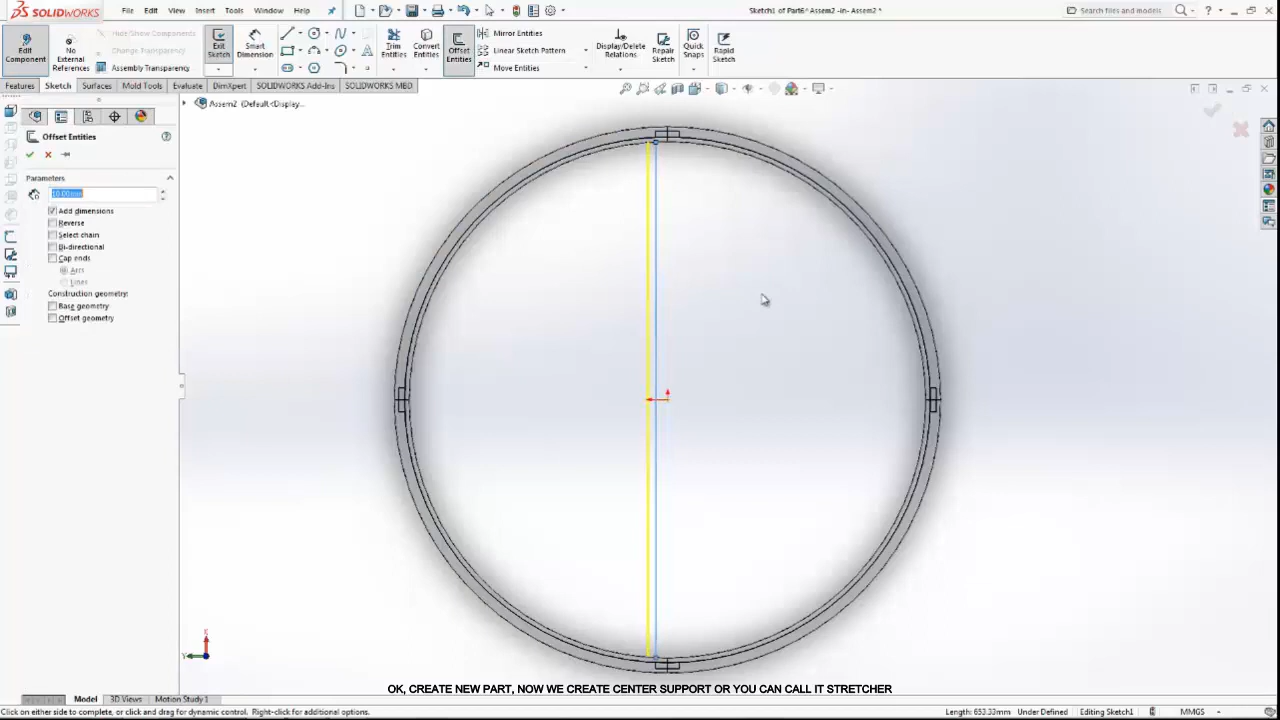 SOLIDWORKS
File Edit View Insert Tools Window Help
Sketch1 of Part6^Assem2 -in- Assem2 *
Search files and models
Edit Component
No External References
Hide/Show Components
Change Transparency
Assembly Transparency
Exit Sketch
Smart Dimension
Trim Entities
Convert Entities
Offset Entities
Mirror Entities
Linear Sketch Pattern
Move Entities
Display/Delete Relations
Repair Sketch
Quick Snaps
Rapid Sketch
Features Sketch Surfaces Mold Tools Evaluate DimXpert SOLIDWORKS Add-Ins SOLIDWORKS MBD
Assem2 (Default<Display...
Offset Entities
Parameters
10.00mm
Add dimensions
Reverse
Select chain
Bi-directional
Cap ends
Arcs
Lines
Construction geometry:
Base geometry
Offset geometry
Y
OK, CREATE NEW PART, NOW WE CREATE CENTER SUPPORT OR YOU CAN CALL IT STRETCHER
Model 3D Views Motion Study 1
Click on either side to complete, or click and drag for dynamic control. Right-click for additional options.
Length: 653.33mm Under Defined Editing Sketch1 MMGS